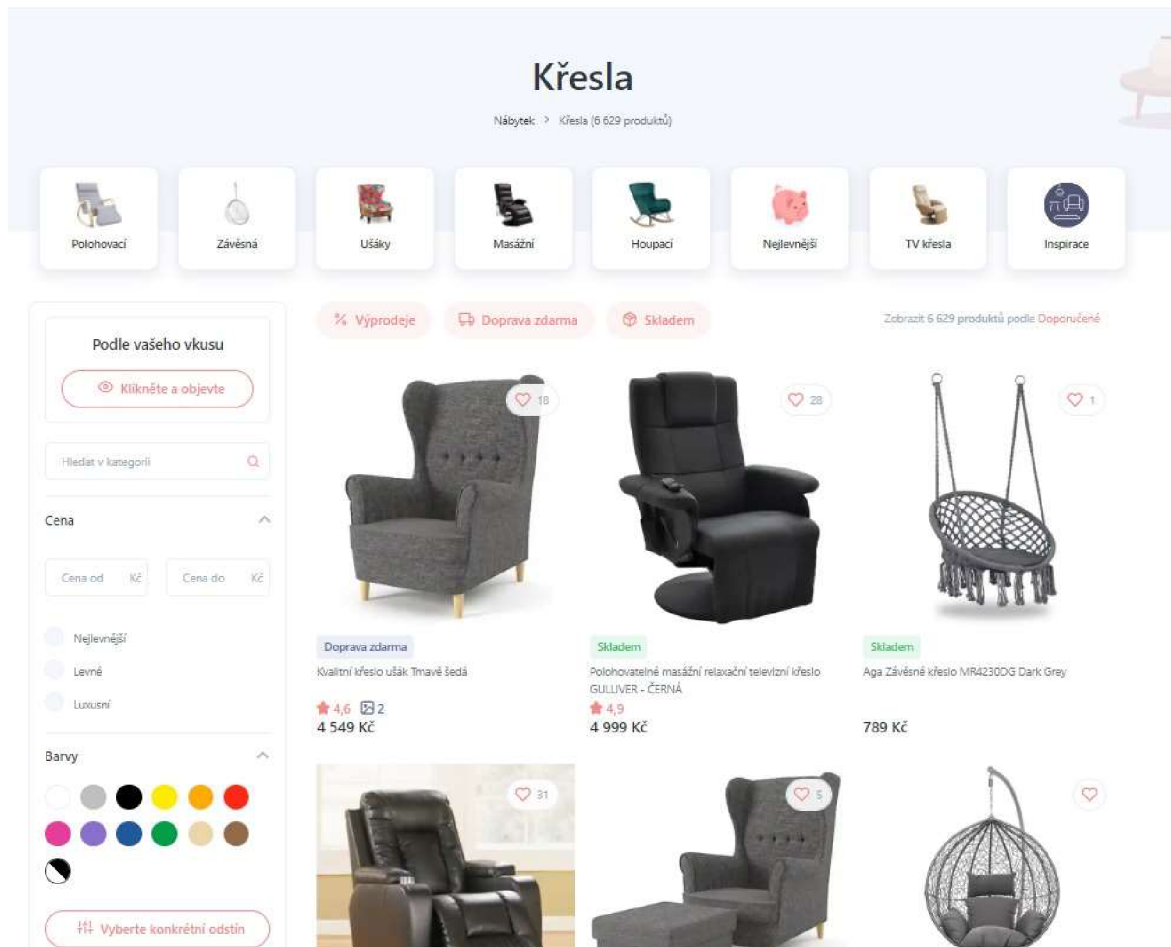 Křesla
Nábytek > Křesla (6 629 produktů)
Polohovací
Závěsná
Ušáky
Masážní
Houpací
Nejlevnější
TV křesla
Inspirace
Podle vašeho vkusu
Klikněte a objevte
Hledat v kategorii
Cena
Cena od Kč
Cena do Kč
Nejlevnější
Levné
Luxusní
Barvy
Vyberte konkrétní odstín
% Výprodeje
Doprava zdarma
Skladem
Zobrazit 6 629 produktů podle Doporučené
18
Doprava zdarma
Kvalitní křeslo ušák Tmavě šedá
4,6 2
4 549 Kč
28
Skladem
Polohovatelné masážní relaxační televizní křeslo
GULLIVER - ČERNÁ
4,9
4 999 Kč
1
Skladem
Aga Závěsné křeslo MR4230DG Dark Grey
789 Kč
31
5